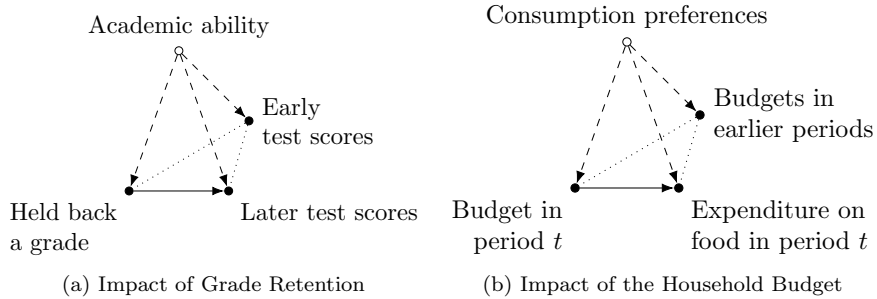 Academic ability
Early
test scores
Held back
a grade
Later test scores
(a) Impact of Grade Retention
Consumption preferences
Budgets in
earlier periods
Budget in
period t
Expenditure on
food in period t
(b) Impact of the Household Budget